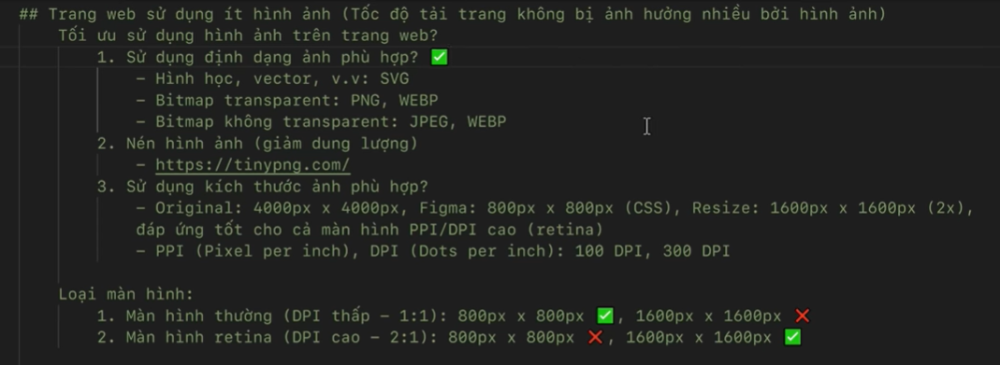 ## Trang web sử dụng ít hình ảnh (Tốc độ tải trang không bị ảnh hưởng nhiều bởi hình ảnh)
Tối ưu sử dụng hình ảnh trên trang web?
1. Sử dụng định dạng ảnh phù hợp? ✅
- Hình học, vector, v.v: SVG
- Bitmap transparent: PNG, WEBP
- Bitmap không transparent: JPEG, WEBP
2. Nén hình ảnh (giảm dung lượng)
- https://tinypng.com/
3. Sử dụng kích thước ảnh phù hợp?
- Original: 4000px x 4000px, Figma: 800px x 800px (CSS), Resize: 1600px x 1600px (2x),
đáp ứng tốt cho cả màn hình PPI/DPI cao (retina)
- PPI (Pixel per inch), DPI (Dots per inch): 100 DPI, 300 DPI
Loại màn hình:
1. Màn hình thường (DPI thấp - 1:1): 800px x 800px ✅, 1600px x 1600px ❌
2. Màn hình retina (DPI cao - 2:1): 800px x 800px ❌, 1600px x 1600px ✅